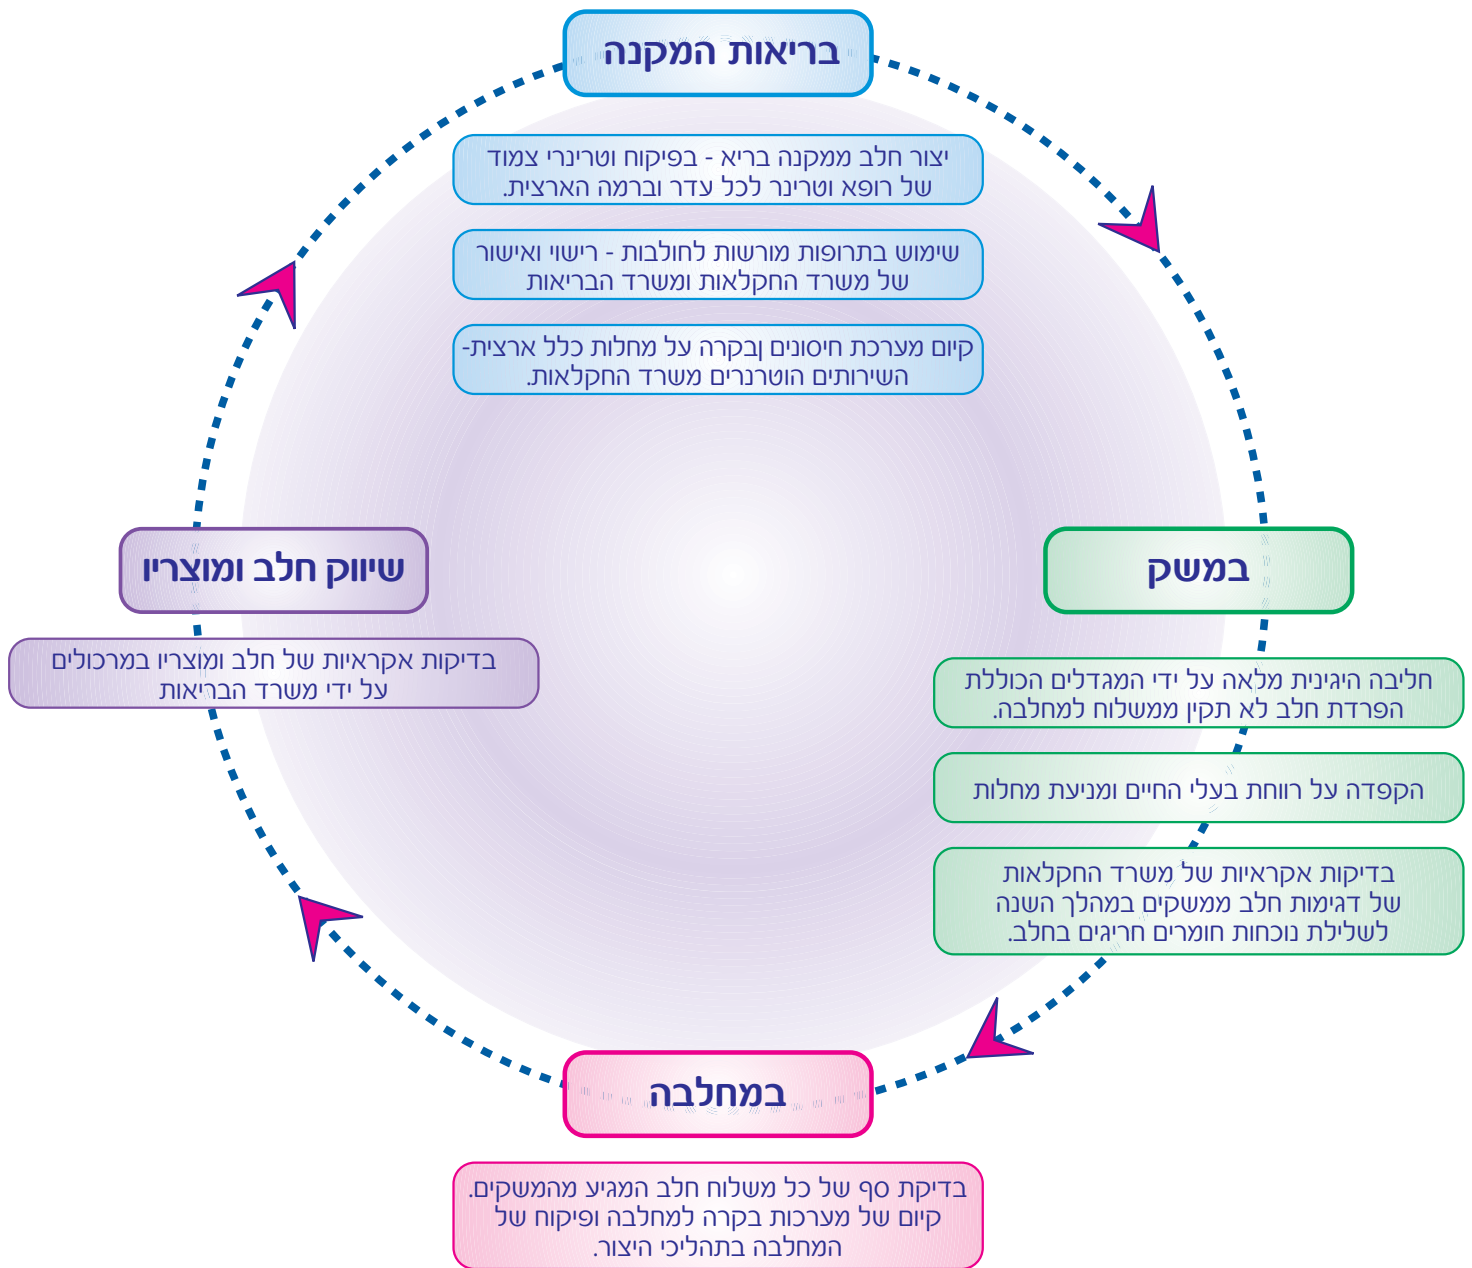 בריאות המקנה
יצור חלב ממקנה בריא - בפיקוח וטרינרי צמוד
של רופא וטרינר לכל עדר וברמה הארצית.
שימוש בתרופות מורשות לחולבות - רישוי ואישור
של משרד החקלאות ומשרד הבריאות
קיום מערכת חיסונים ןבקרה על מחלות כלל ארצית-
השירותים הוטרנרים משרד החקלאות.
במשק
חליבה היגינית מלאה על ידי המגדלים הכוללת
הפרדת חלב לא תקין ממשלוח למחלבה.
הקפדה על רווחת בעלי החיים ומניעת מחלות
בדיקות אקראיות של משרד החקלאות
של דגימות חלב ממשקים במהלך השנה
לשלילת נוכחות חומרים חריגים בחלב.
במחלבה
בדיקת סף של כל משלוח חלב המגיע מהמשקים.
קיום של מערכות בקרה למחלבה ופיקוח של
המחלבה בתהליכי היצור.
שיווק חלב ומוצריו
בדיקות אקראיות של חלב ומוצריו במרכולים
על ידי משרד הבריאות